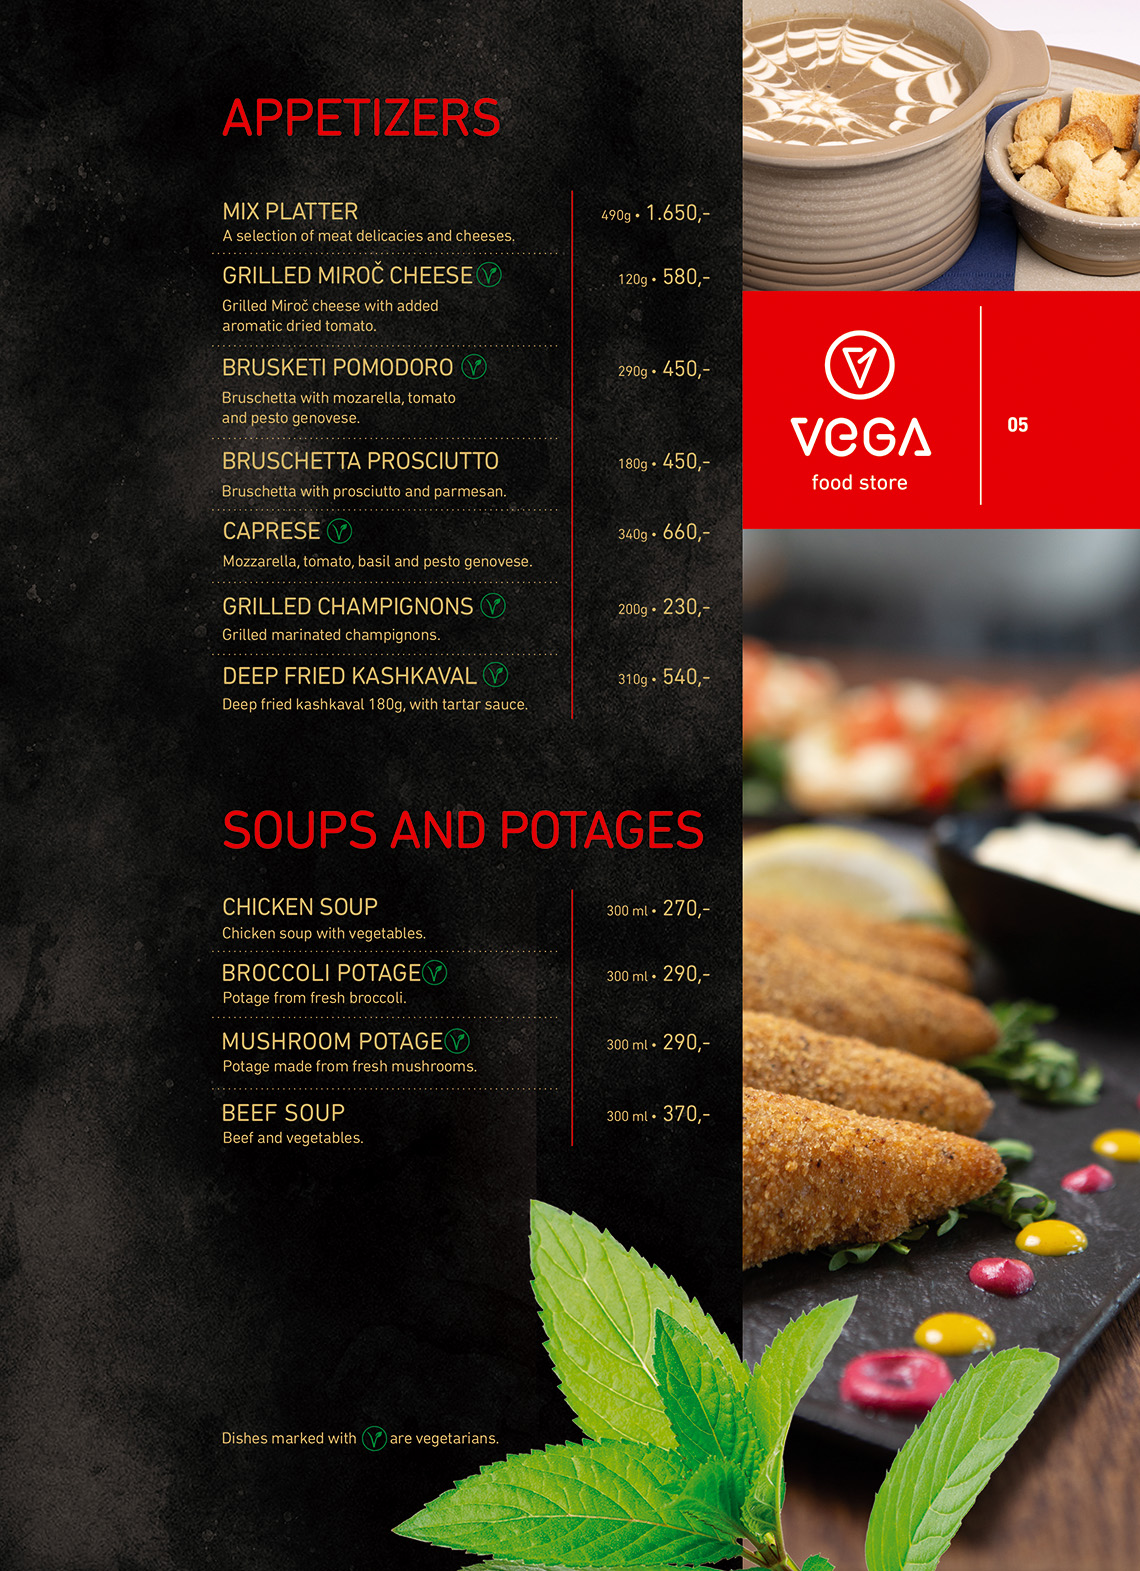 APPETIZERS
MIX PLATTER 490g • 1.650,-
A selection of meat delicacies and cheeses.
GRILLED MIROČ CHEESE 120g • 580,-
Grilled Miroč cheese with added
aromatic dried tomato.
BRUSKETI POMODORO 290g • 450,-
Bruschetta with mozarella, tomato
and pesto genovese.
BRUSCHETTA PROSCIUTTO 180g • 450,-
Bruschetta with prosciutto and parmesan.
CAPRESE 340g • 660,-
Mozzarella, tomato, basil and pesto genovese.
GRILLED CHAMPIGNONS 200g • 230,-
Grilled marinated champignons.
DEEP FRIED KASHKAVAL 310g • 540,-
Deep fried kashkaval 180g, with tartar sauce.
SOUPS AND POTAGES
CHICKEN SOUP 300 ml • 270,-
Chicken soup with vegetables.
BROCCOLI POTAGE 300 ml • 290,-
Potage from fresh broccoli.
MUSHROOM POTAGE 300 ml • 290,-
Potage made from fresh mushrooms.
BEEF SOUP 300 ml • 370,-
Beef and vegetables.
Dishes marked with are vegetarians.
VEGA
food store
05